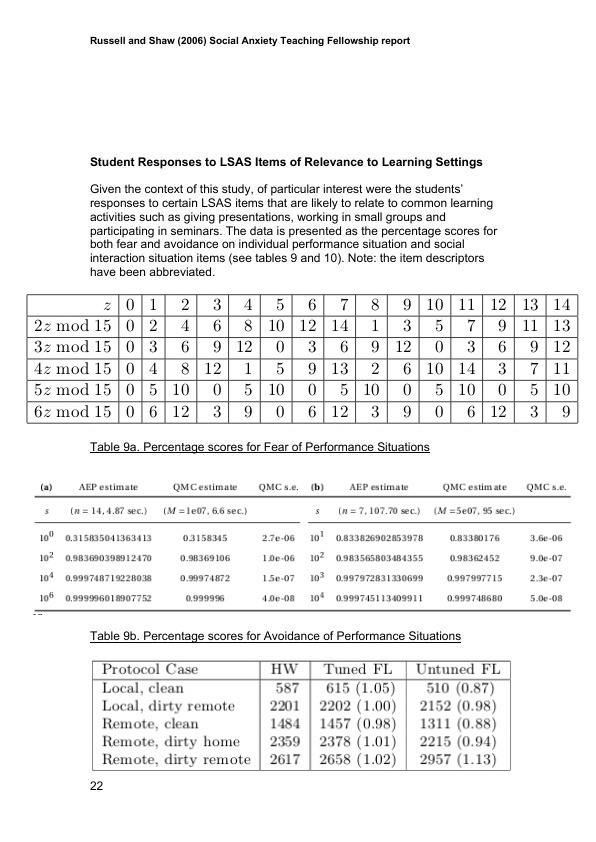 Russell and Shaw (2006) Social Anxiety Teaching Fellowship report
Student Responses to LSAS Items of Relevance to Learning Settings
Given the context of this study, of particular interest were the students'
responses to certain LSAS items that are likely to relate to common learning
activities such as giving presentations, working in small groups and
participating in seminars. The data is presented as the percentage scores for
both fear and avoidance on individual performance situation and social
interaction situation items (see tables 9 and 10). Note: the item descriptors
have been abbreviated.
z 0 1 2 3 4 5 6 7 8 9 10 11 12 13 14
2z mod 15 0 2 4 6 8 10 12 14 1 3 5 7 9 11 13
3z mod 15 0 3 6 9 12 0 3 6 9 12 0 3 6 9 12
4z mod 15 0 4 8 12 1 5 9 13 2 6 10 14 3 7 11
5z mod 15 0 5 10 0 5 10 0 5 10 0 5 10 0 5 10
6z mod 15 0 6 12 3 9 0 6 12 3 9 0 6 12 3 9
Table 9a. Percentage scores for Fear of Performance Situations
(a) AEP estimate QMC estimate QMC s.e. (b) AEP estimate QMC estimate QMC s.e.
s (n = 14, 4.87 sec.) (M = 1e07, 6.6 sec.) s (n = 7, 107.70 sec.) (M = 5e07, 95 sec.)
10^0 0.315835041363413 0.3158345 2.7e-06 10^1 0.833826902853978 0.83380176 3.6e-06
10^2 0.983690398912470 0.98369106 1.0e-06 10^2 0.983565803484355 0.98362452 9.0e-07
10^4 0.999748719228038 0.99974872 1.5e-07 10^3 0.997972831330699 0.997997715 2.3e-07
10^6 0.999996018907752 0.999996 4.0e-08 10^4 0.999745113409911 0.999748680 5.0e-08
Table 9b. Percentage scores for Avoidance of Performance Situations
Protocol Case HW Tuned FL Untuned FL
Local, clean 587 615 (1.05) 510 (0.87)
Local, dirty remote 2201 2202 (1.00) 2152 (0.98)
Remote, clean 1484 1457 (0.98) 1311 (0.88)
Remote, dirty home 2359 2378 (1.01) 2215 (0.94)
Remote, dirty remote 2617 2658 (1.02) 2957 (1.13)
22